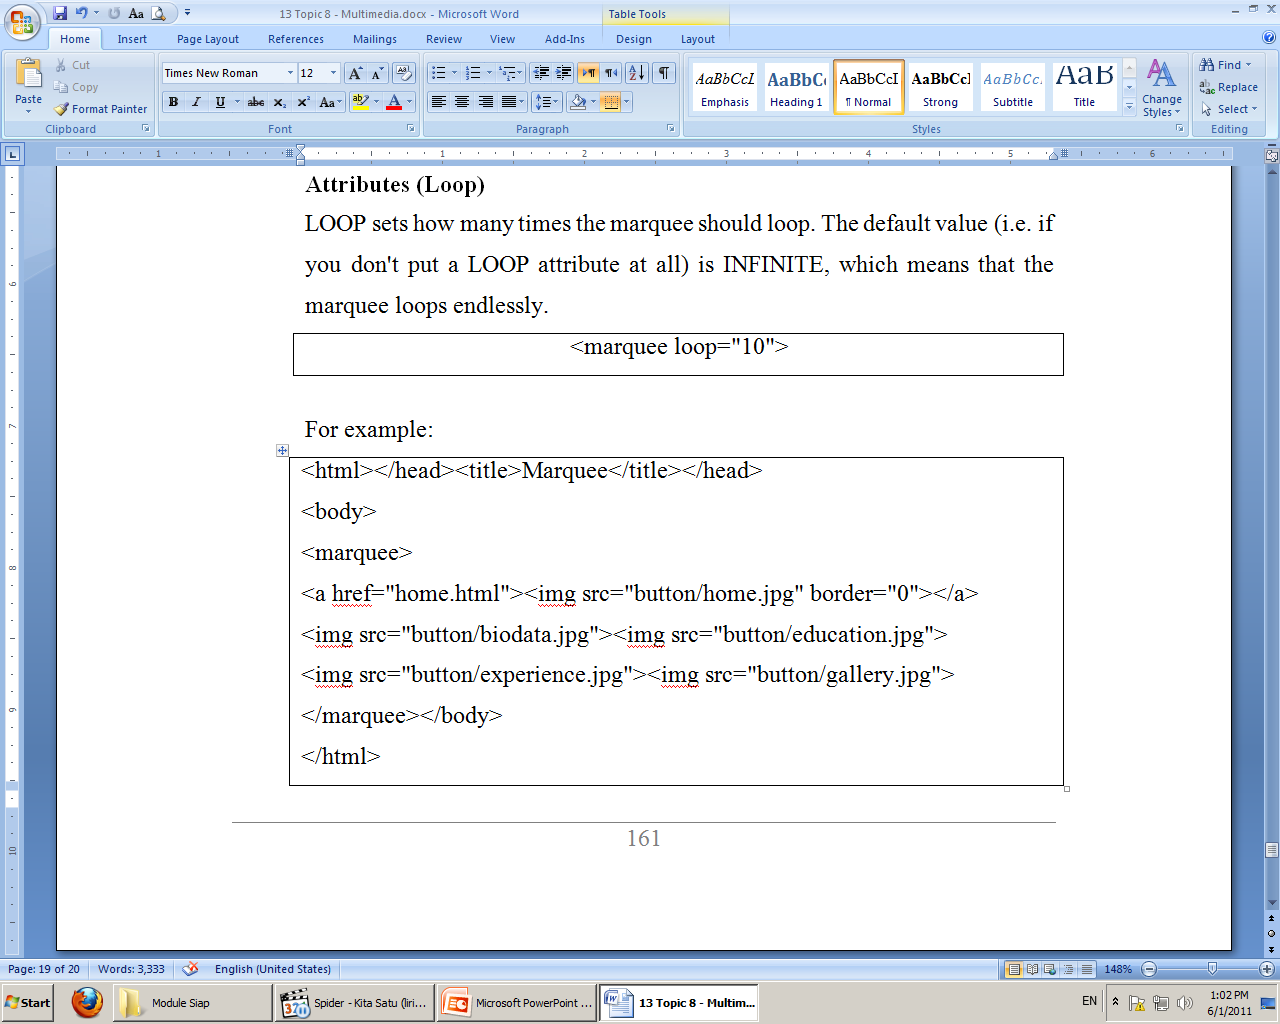 13 Topic 8 - Multimedia.docx - Microsoft Word
Table Tools
Home Insert Page Layout References Mailings Review View Add-Ins Design Layout
Paste
Cut
Copy
Format Painter
Clipboard
Times New Roman 12
Font
Paragraph
AaBbCcI AaBbC AaBbCcI AaBbCcI AaBbCc. AaB
Emphasis Heading 1 ¶ Normal Strong Subtitle Title
Change Styles
Styles
Find
Replace
Select
Editing
1 1 2 3 4 5 6
Attributes (Loop)
LOOP sets how many times the marquee should loop. The default value (i.e. if
you don't put a LOOP attribute at all) is INFINITE, which means that the
marquee loops endlessly.
<marquee loop="10">
For example:
<html></head><title>Marquee</title></head>
<body>
<marquee>
<a href="home.html"><img src="button/home.jpg" border="0"></a>
<img src="button/biodata.jpg"><img src="button/education.jpg">
<img src="button/experience.jpg"><img src="button/gallery.jpg">
</marquee></body>
</html>
161
Page: 19 of 20 Words: 3,333 English (United States) 148%
Start Module Siap Spider - Kita Satu (liri... Microsoft PowerPoint ... 13 Topic 8 - Multim... EN 1:02 PM
6/1/2011